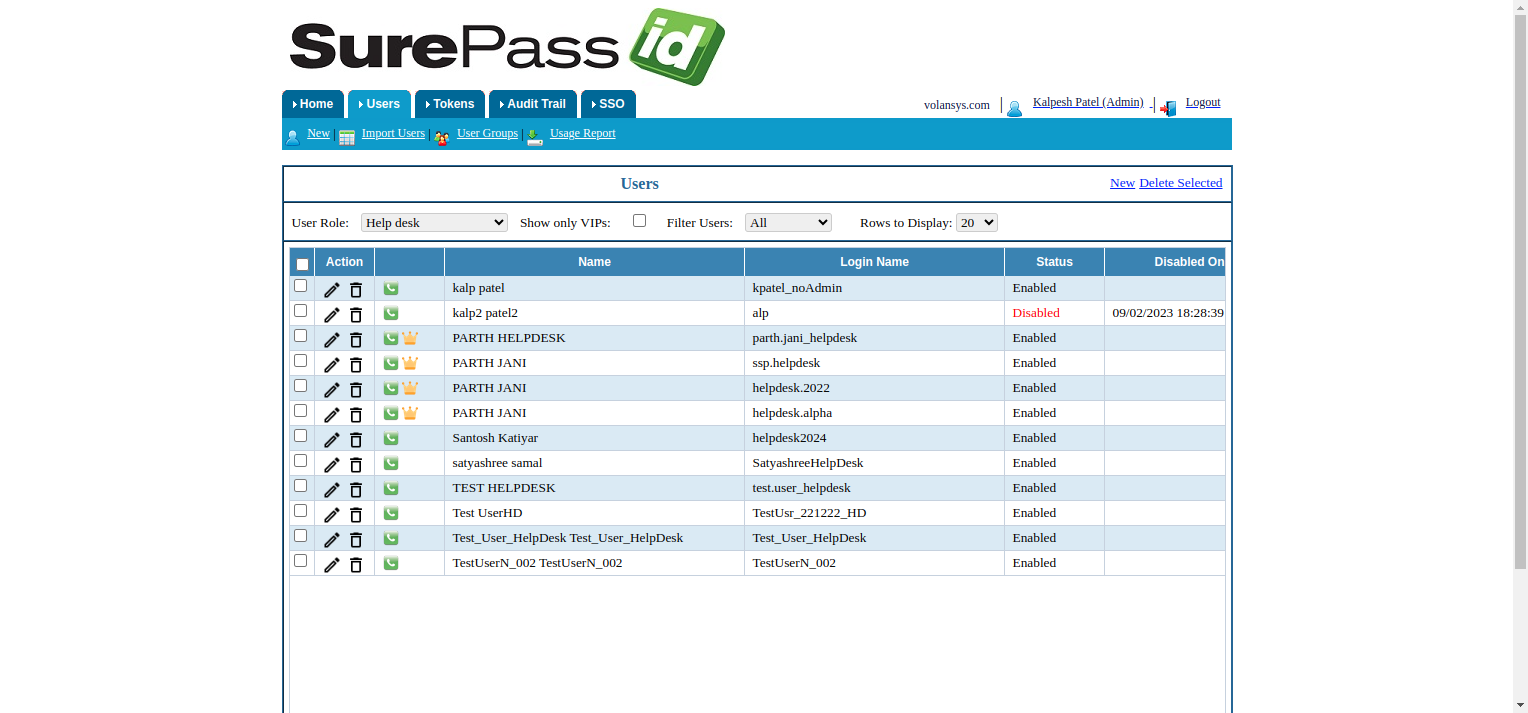 SurePass id
Home Users Tokens Audit Trail SSO
volansys.com | Kalpesh Patel (Admin) - | Logout
New | Import Users | User Groups | Usage Report
Users New Delete Selected
User Role: Help desk Show only VIPs: Filter Users: All Rows to Display: 20
Action Name Login Name Status Disabled On
kalp patel kpatel_noAdmin Enabled
kalp2 patel2 alp Disabled 09/02/2023 18:28:39
PARTH HELPDESK parth.jani_helpdesk Enabled
PARTH JANI ssp.helpdesk Enabled
PARTH JANI helpdesk.2022 Enabled
PARTH JANI helpdesk.alpha Enabled
Santosh Katiyar helpdesk2024 Enabled
satyashree samal SatyashreeHelpDesk Enabled
TEST HELPDESK test.user_helpdesk Enabled
Test UserHD TestUsr_221222_HD Enabled
Test_User_HelpDesk Test_User_HelpDesk Test_User_HelpDesk Enabled
TestUserN_002 TestUserN_002 TestUserN_002 Enabled